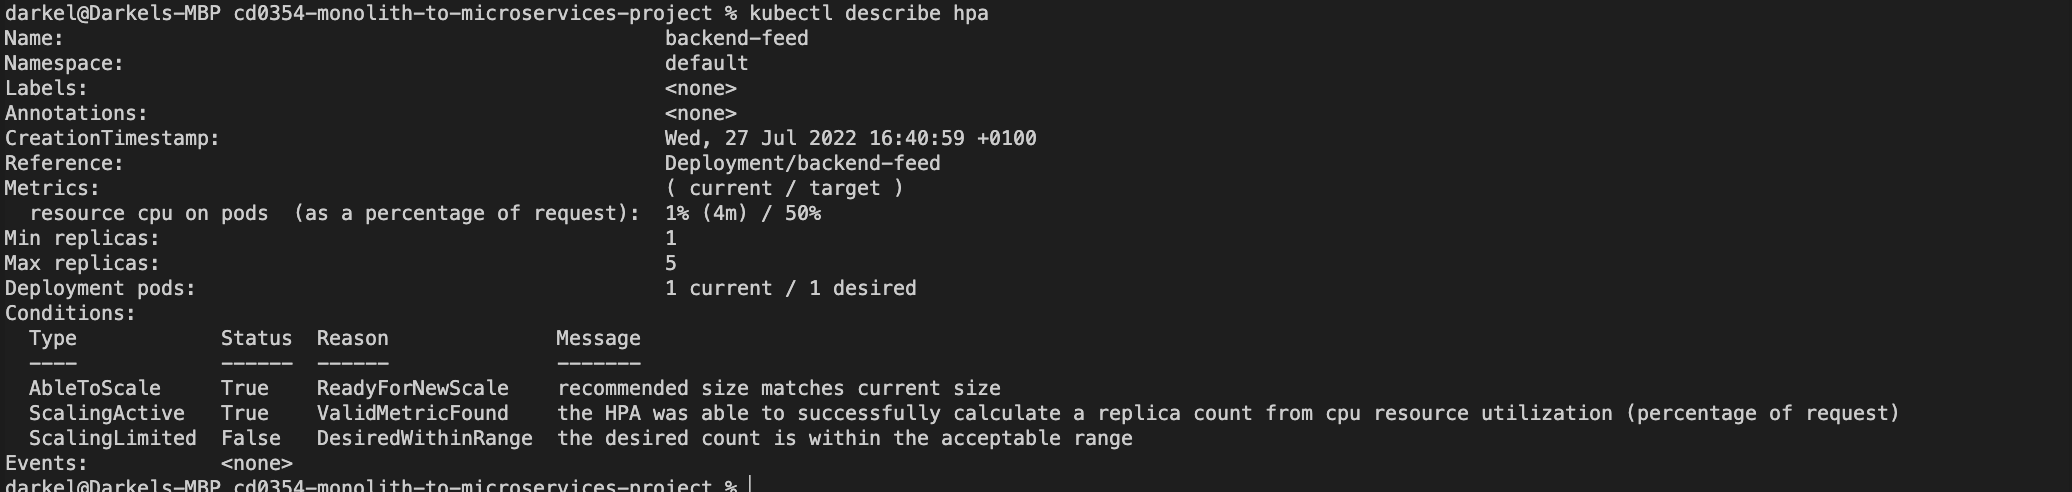 darkel@Darkels-MBP cd0354-monolith-to-microservices-project % kubectl describe hpa
Name:                                                  backend-feed
Namespace:                                             default
Labels:                                                <none>
Annotations:                                           <none>
CreationTimestamp:                                     Wed, 27 Jul 2022 16:40:59 +0100
Reference:                                             Deployment/backend-feed
Metrics:                                               ( current / target )
  resource cpu on pods  (as a percentage of request):  1% (4m) / 50%
Min replicas:                                          1
Max replicas:                                          5
Deployment pods:                                       1 current / 1 desired
Conditions:
  Type            Status  Reason              Message
  ----            ------  ------              -------
  AbleToScale     True    ReadyForNewScale    recommended size matches current size
  ScalingActive   True    ValidMetricFound    the HPA was able to successfully calculate a replica count from cpu resource utilization (percentage of request)
  ScalingLimited  False   DesiredWithinRange  the desired count is within the acceptable range
Events:           <none>
darkel@Darkels-MBP cd0354-monolith-to-microservices-project %